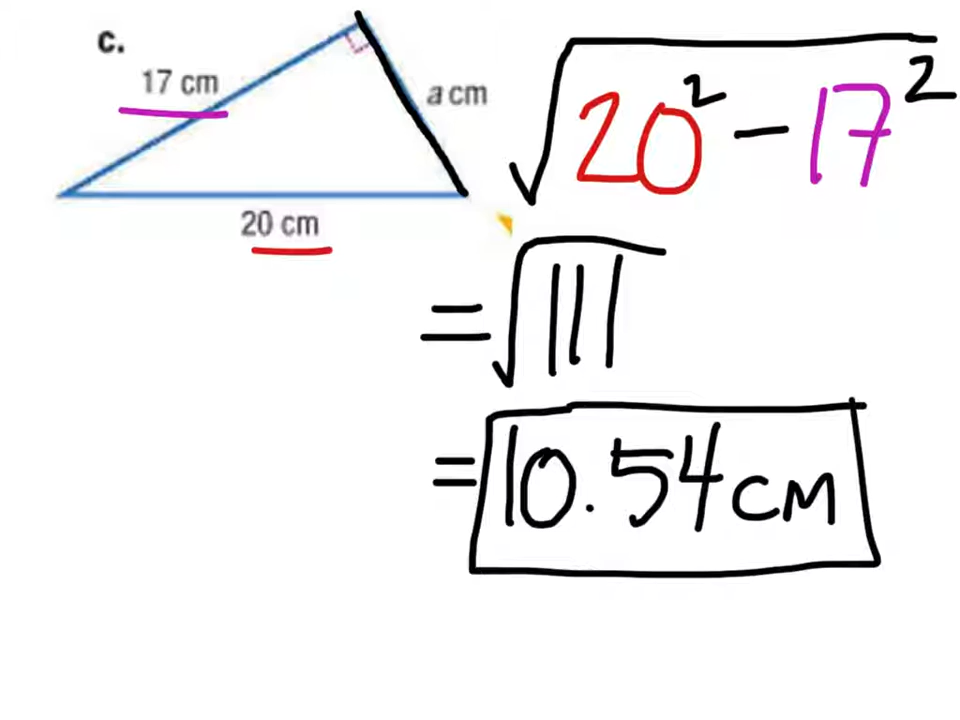 c.
17 cm
a cm
20 cm
√20² − 17²
= √111
= 10.54 cm